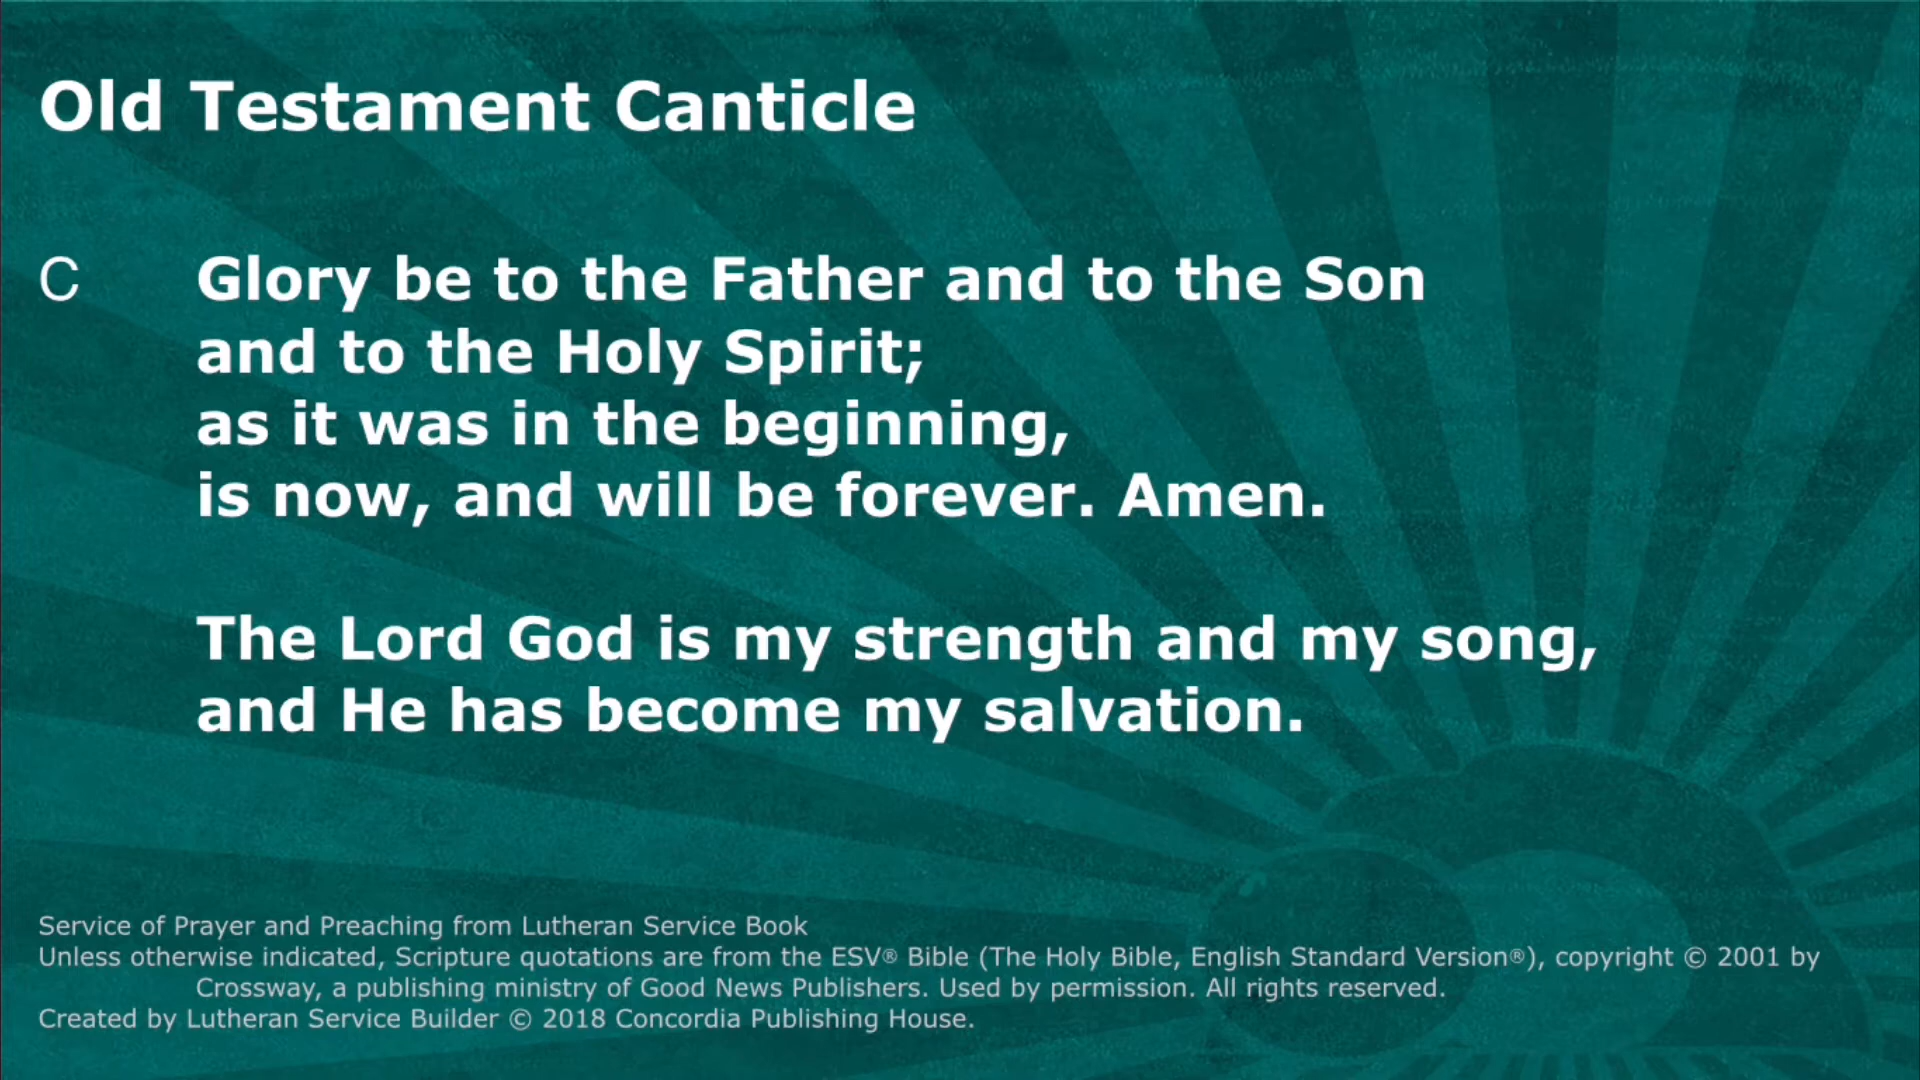 Old Testament Canticle
C Glory be to the Father and to the Son
and to the Holy Spirit;
as it was in the beginning,
is now, and will be forever. Amen.
The Lord God is my strength and my song,
and He has become my salvation.
Service of Prayer and Preaching from Lutheran Service Book
Unless otherwise indicated, Scripture quotations are from the ESV® Bible (The Holy Bible, English Standard Version®), copyright © 2001 by
Crossway, a publishing ministry of Good News Publishers. Used by permission. All rights reserved.
Created by Lutheran Service Builder © 2018 Concordia Publishing House.